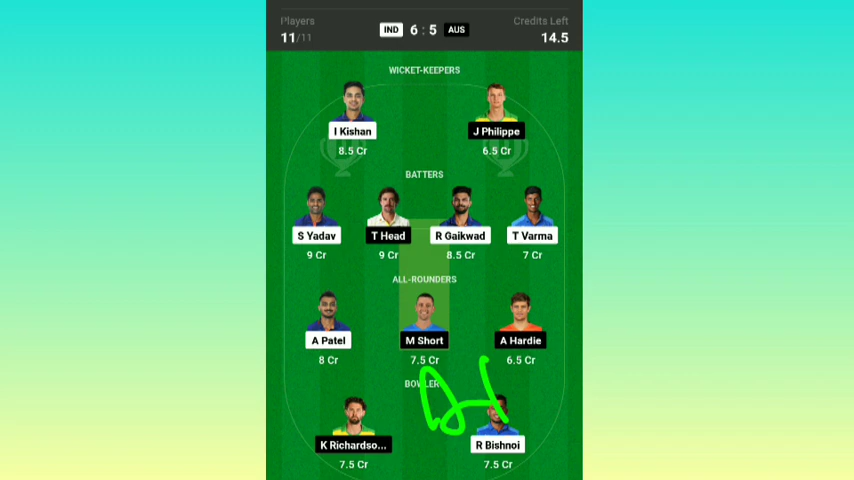 Players
Credits Left
11/11
IND 6 : 5 AUS
14.5
WICKET-KEEPERS
I Kishan
J Philippe
8.5 Cr
6.5 Cr
BATTERS
S Yadav
T Head
R Gaikwad
T Varma
9 Cr
9 Cr
8.5 Cr
7 Cr
ALL-ROUNDERS
A Patel
M Short
A Hardie
8 Cr
7.5 Cr
6.5 Cr
K Richardso...
R Bishnoi
7.5 Cr
7.5 Cr